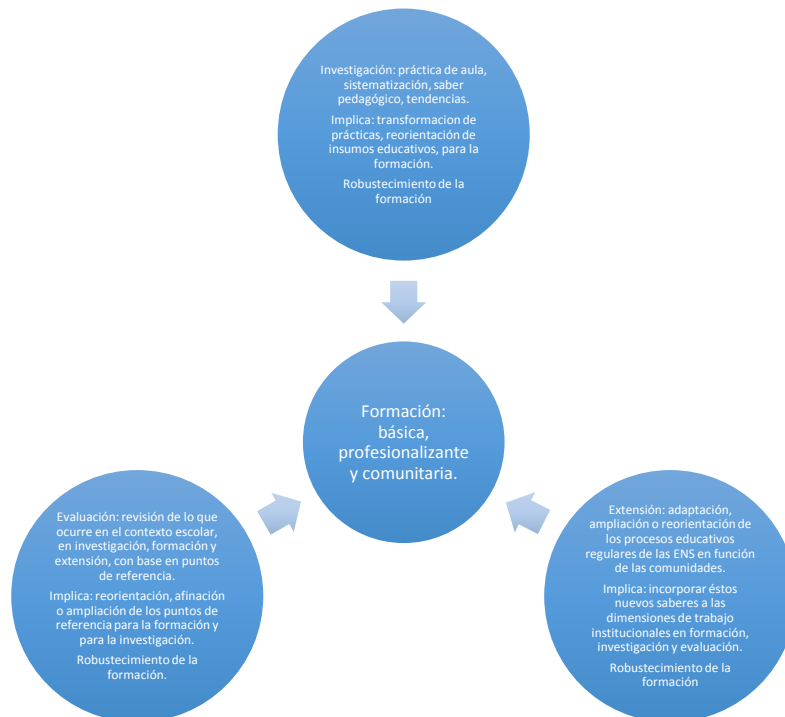 Investigación: práctica de aula,
sistematización, saber
pedagógico, tendencias.
Implica: transformacion de
prácticas, reorientación de
insumos educativos, para la
formación.
Robustecimiento de la
formación
Formación:
básica,
profesionalizante
y comunitaria.
Evaluación: revisión de lo que
ocurre en el contexto escolar,
en investigación, formación y
extensión, con base en puntos
de referencia.
Implica: reorientación, afinación
o ampliación de los puntos de
referencia para la formación y
para la investigación.
Robustecimiento de la
formación.
Extensión: adaptación,
ampliación o reorientación de
los procesos educativos
regulares de las ENS en función
de las comunidades.
Implica: incorporar éstos
nuevos saberes a las
dimensiones de trabajo
institucionales en formación,
investigación y evaluación.
Robustecimiento de la
formación